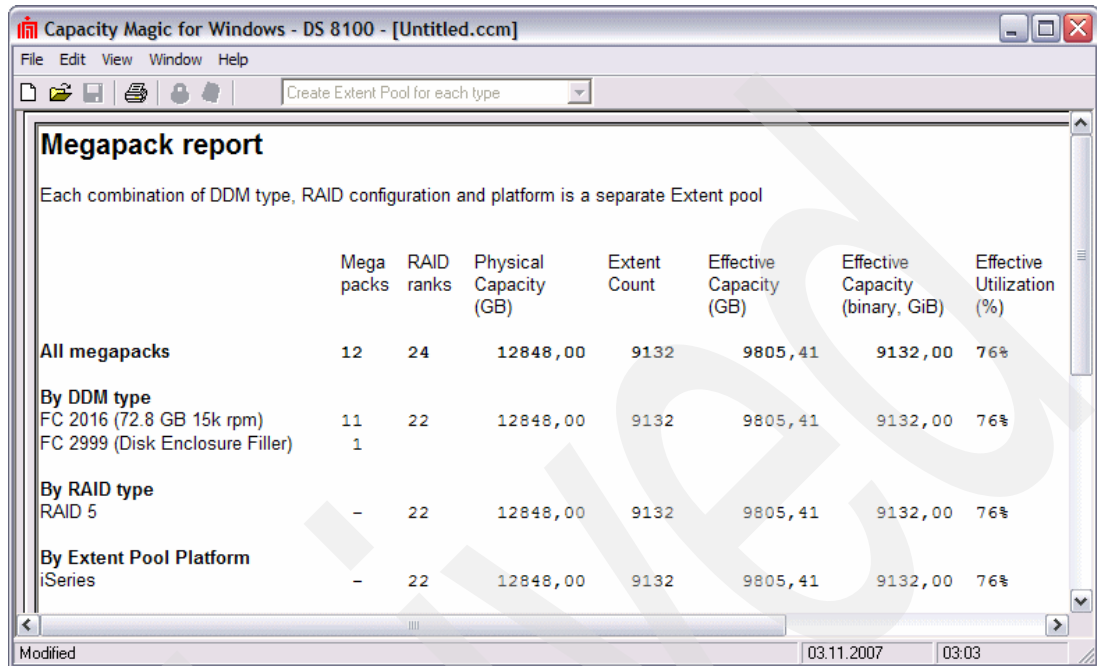 Capacity Magic for Windows - DS 8100 - [Untitled.ccm]
File Edit View Window Help
Create Extent Pool for each type
Megapack report
Each combination of DDM type, RAID configuration and platform is a separate Extent pool
Mega packs RAID ranks Physical Capacity (GB) Extent Count Effective Capacity (GB) Effective Capacity (binary, GiB) Effective Utilization (%)
All megapacks 12 24 12848,00 9132 9805,41 9132,00 76%
By DDM type
FC 2016 (72.8 GB 15k rpm) 11 22 12848,00 9132 9805,41 9132,00 76%
FC 2999 (Disk Enclosure Filler) 1
By RAID type
RAID 5 – 22 12848,00 9132 9805,41 9132,00 76%
By Extent Pool Platform
iSeries – 22 12848,00 9132 9805,41 9132,00 76%
Modified 03.11.2007 03:03